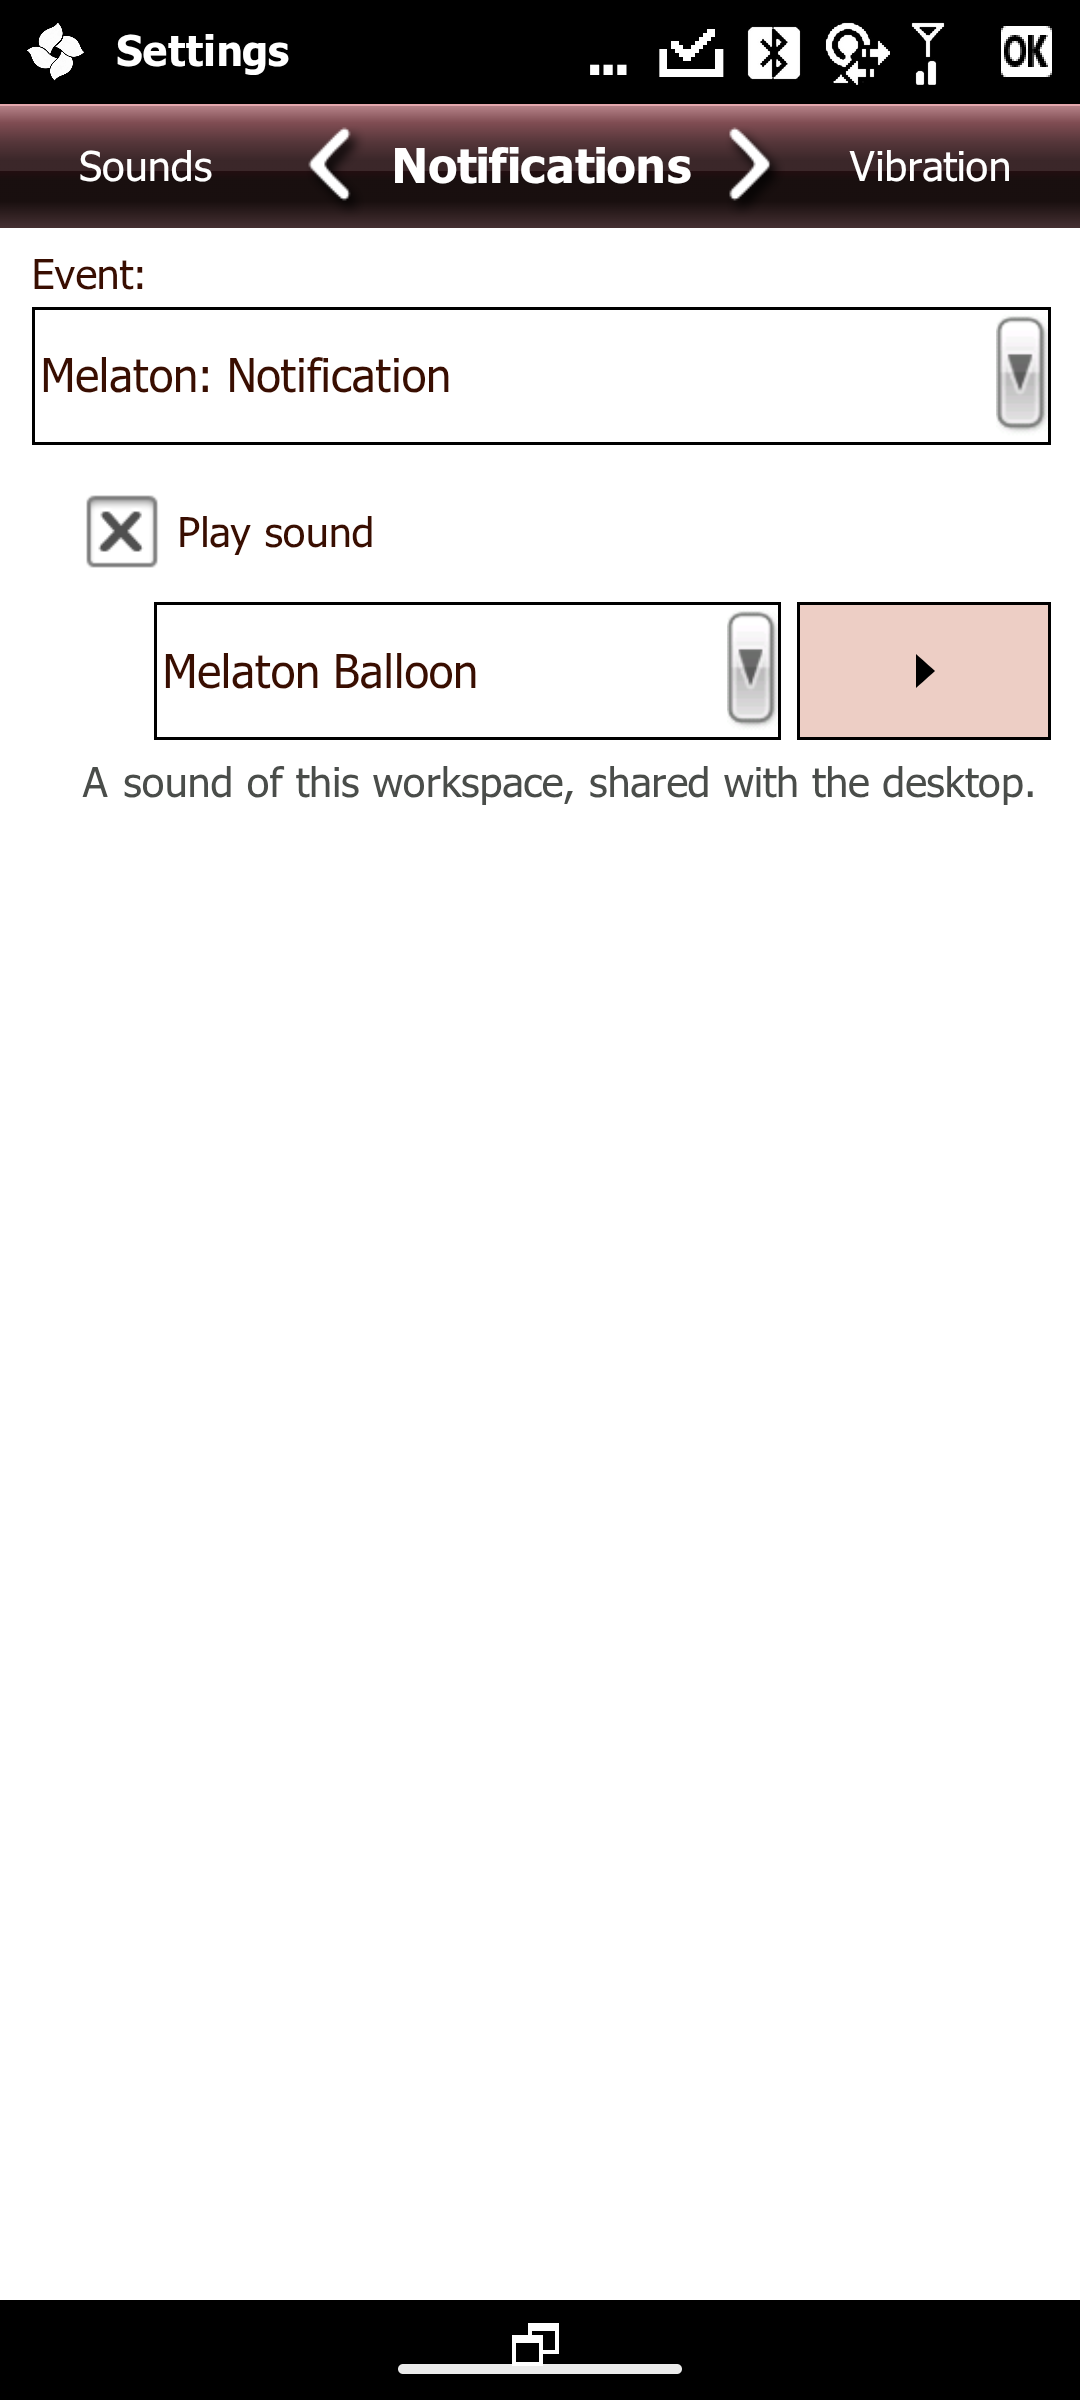 Settings
...
OK
Sounds
Notifications
Vibration
Event:
Melaton: Notification
Play sound
Melaton Balloon
A sound of this workspace, shared with the desktop.